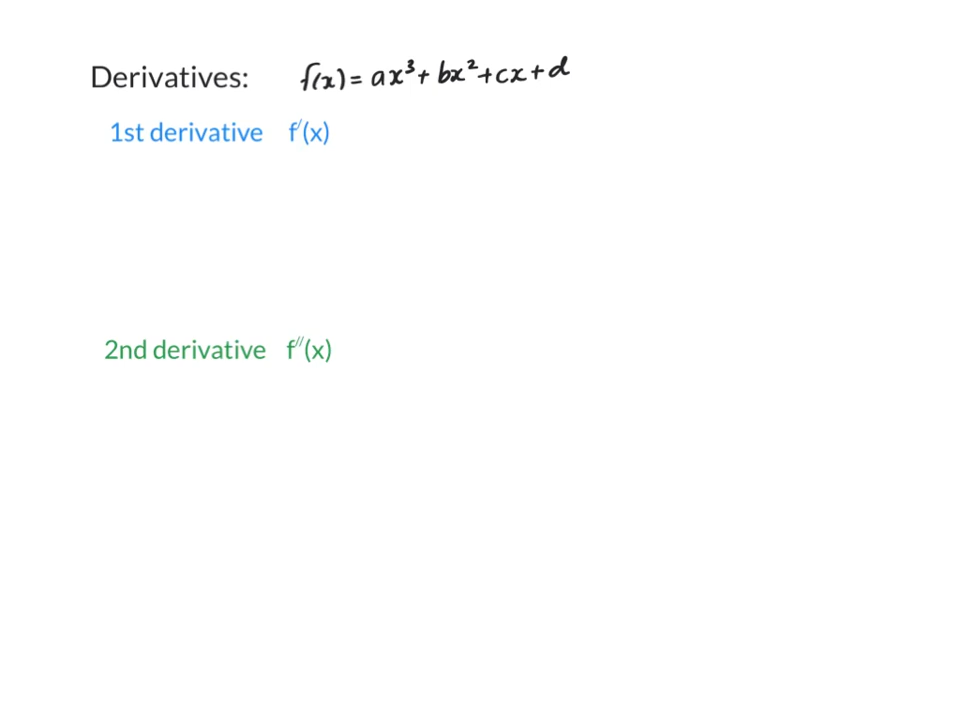 Derivatives: f(x) = ax³ + bx² + cx + d
1st derivative f′(x)
2nd derivative f″(x)